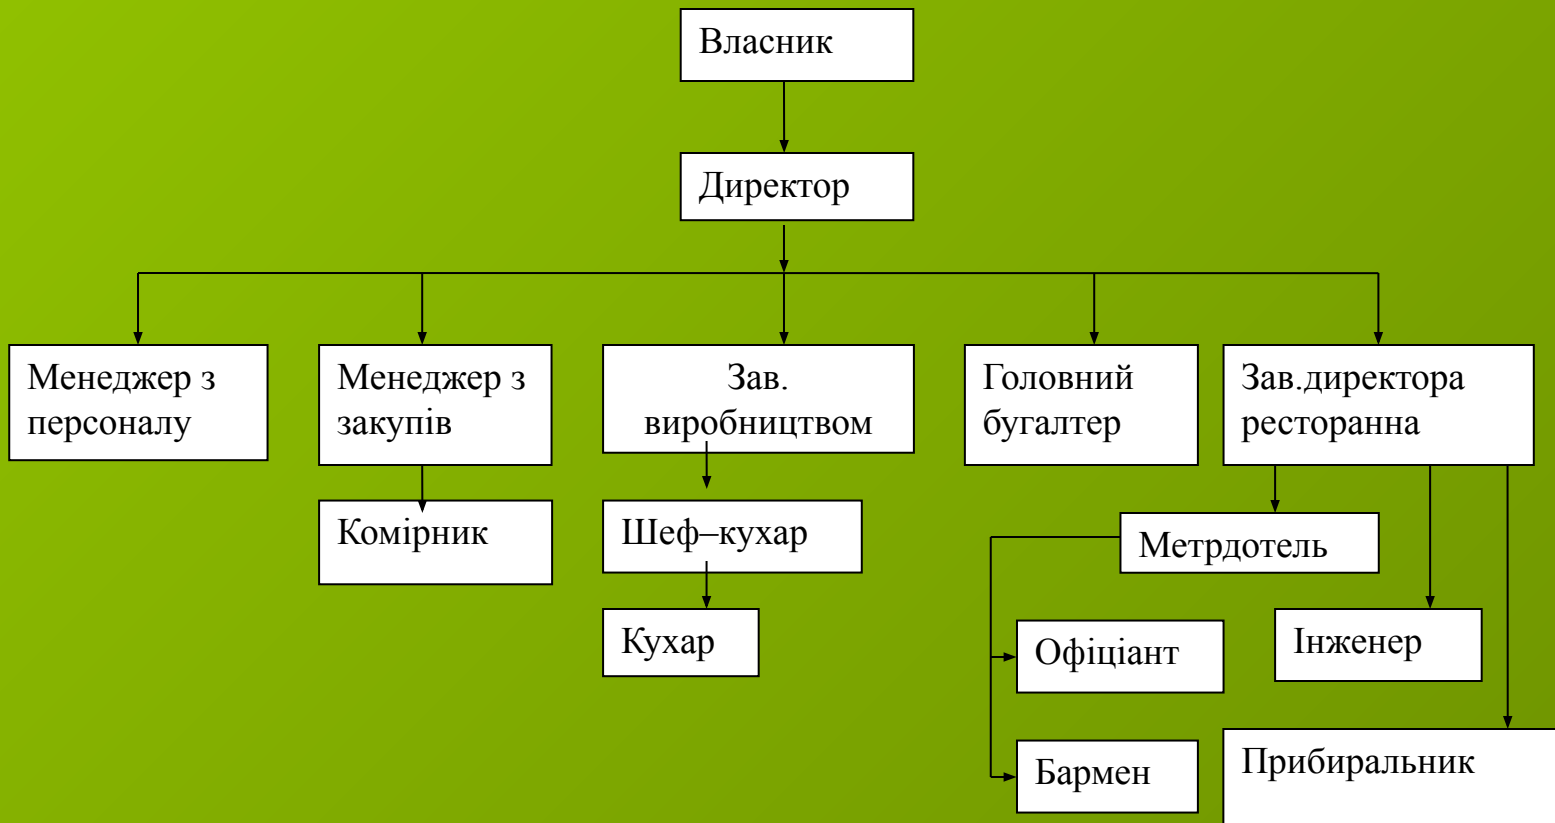 Власник
Директор
Менеджер з
персоналу
Менеджер з
закупів
Зав.
виробництвом
Головний
бугалтер
Зав.директора
ресторанна
Комірник
Шеф–кухар
Метрдотель
Кухар
Офіціант
Інженер
Бармен
Прибиральник